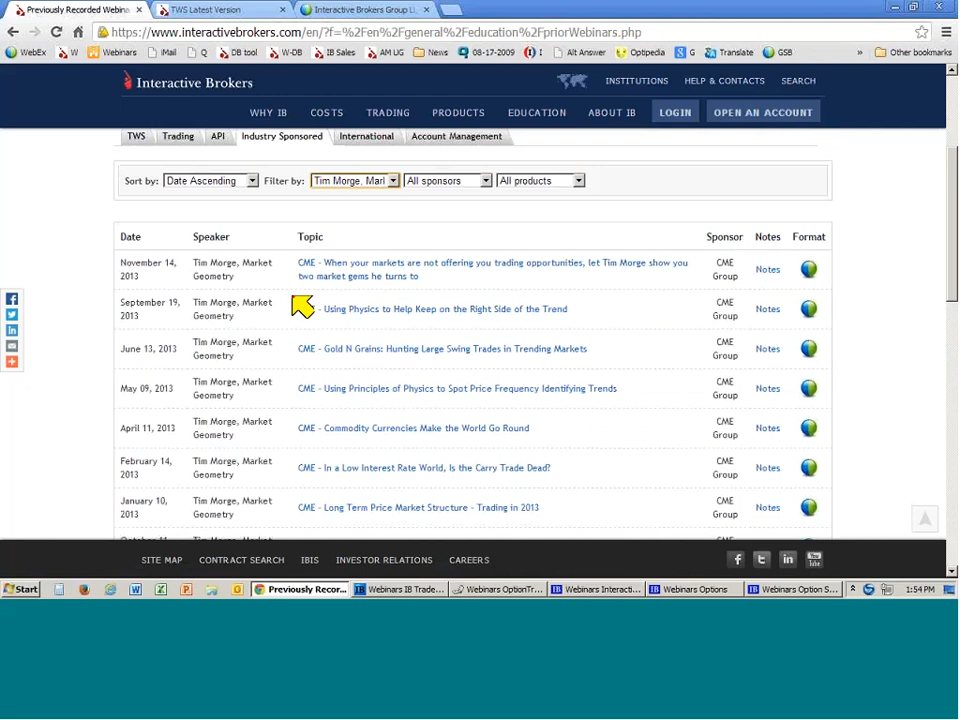 Previously Recorded Webina
TWS Latest Version
Interactive Brokers Group L
https://www.interactivebrokers.com/en/?f=%2Fen%2Fgeneral%2Feducation%2FpriorWebinars.php
WebEx W Webinars iMail Q DB tool W-DB IB Sales AM UG News 08-17-2009 Alt Answer Optipedia G Translate GSB » Other bookmarks
Interactive Brokers
INSTITUTIONS HELP & CONTACTS SEARCH
WHY IB COSTS TRADING PRODUCTS EDUCATION ABOUT IB LOGIN OPEN AN ACCOUNT
TWS Trading API Industry Sponsored International Account Management
Sort by: Date Ascending Filter by: Tim Morge, Marl All sponsors All products
Date Speaker Topic Sponsor Notes Format
November 14, Tim Morge, Market CME - When your markets are not offering you trading opportunities, let Tim Morge show you CME Notes
2013 Geometry two market gems he turns to Group
September 19, Tim Morge, Market - Using Physics to Help Keep on the Right Side of the Trend CME Notes
2013 Geometry Group
June 13, 2013 Tim Morge, Market CME - Gold N Grains: Hunting Large Swing Trades in Trending Markets CME Notes
Geometry Group
May 09, 2013 Tim Morge, Market CME - Using Principles of Physics to Spot Price Frequency Identifying Trends CME Notes
Geometry Group
April 11, 2013 Tim Morge, Market CME - Commodity Currencies Make the World Go Round CME Notes
Geometry Group
February 14, Tim Morge, Market CME - In a Low Interest Rate World, Is the Carry Trade Dead? CME Notes
2013 Geometry Group
January 10, Tim Morge, Market CME - Long Term Price Market Structure - Trading in 2013 CME Notes
2013 Geometry Group
SITE MAP CONTRACT SEARCH IBIS INVESTOR RELATIONS CAREERS
Start Previously Recor... Webinars IB Trade... Webinars OptionTr... Webinars Interacti... Webinars Options Webinars Option S... 1:54 PM